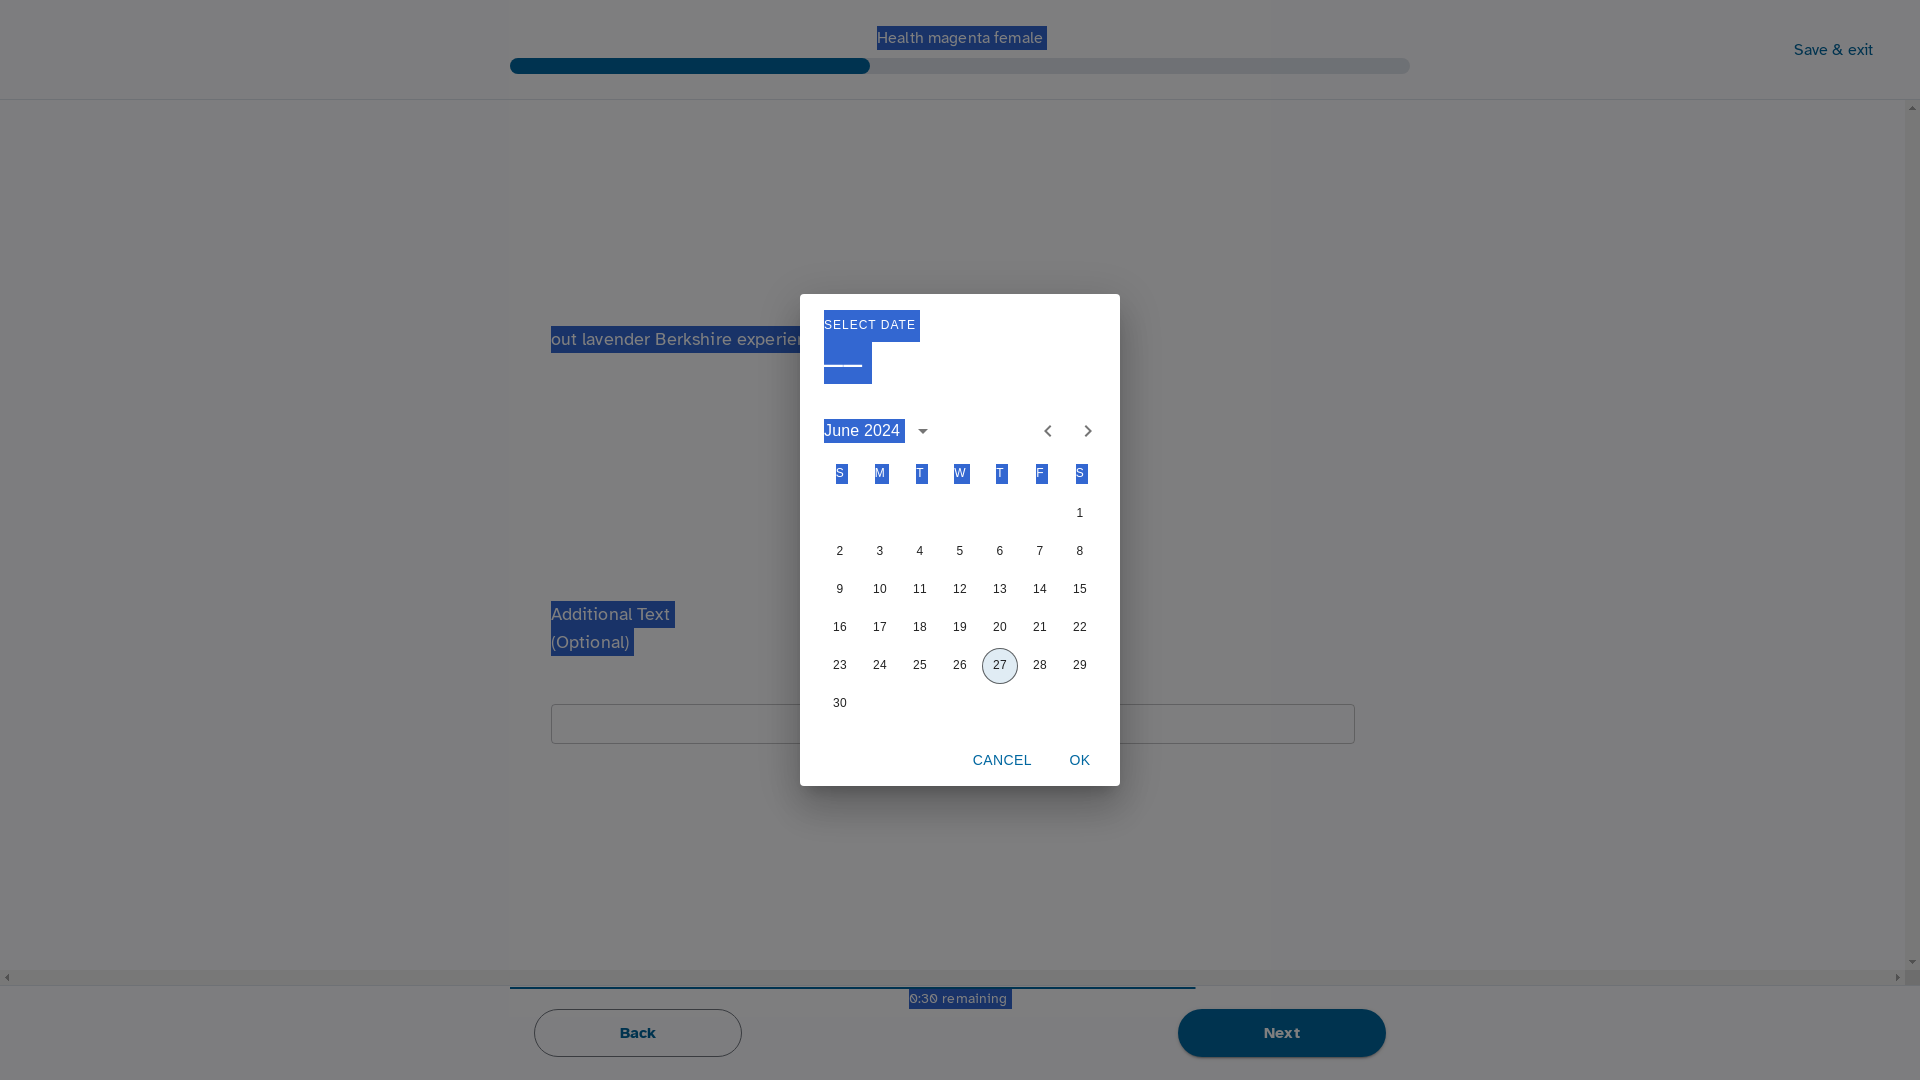 Health magenta female
Save & exit
out lavender Berkshire
SELECT DATE
__
June 2024
S M T W T F S
1
2 3 4 5 6 7 8
9 10 11 12 13 14 15
16 17 18 19 20 21 22
23 24 25 26 27 28 29
30
CANCEL OK
Additional Text
(Optional)
0:30 remaining
Back
Next